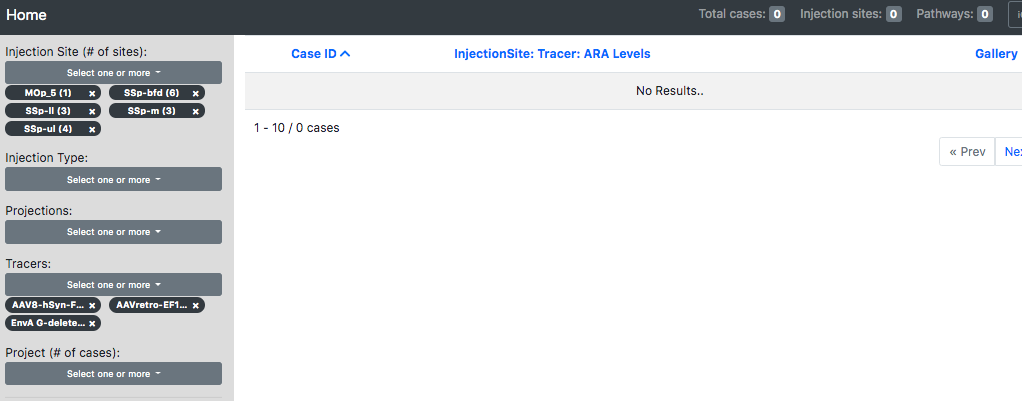 Home
Total cases: 0 Injection sites: 0 Pathways: 0
Injection Site (# of sites):
Select one or more
MOp_5 (1) × SSp-bfd (6) ×
SSp-ll (3) × SSp-m (3) ×
SSp-ul (4) ×
Injection Type:
Select one or more
Projections:
Select one or more
Tracers:
Select one or more
AAV8-hSyn-F... × AAVretro-EF1... ×
EnvA G-delete... ×
Project (# of cases):
Select one or more
Case ID InjectionSite: Tracer: ARA Levels Gallery
No Results..
1 - 10 / 0 cases
« Prev